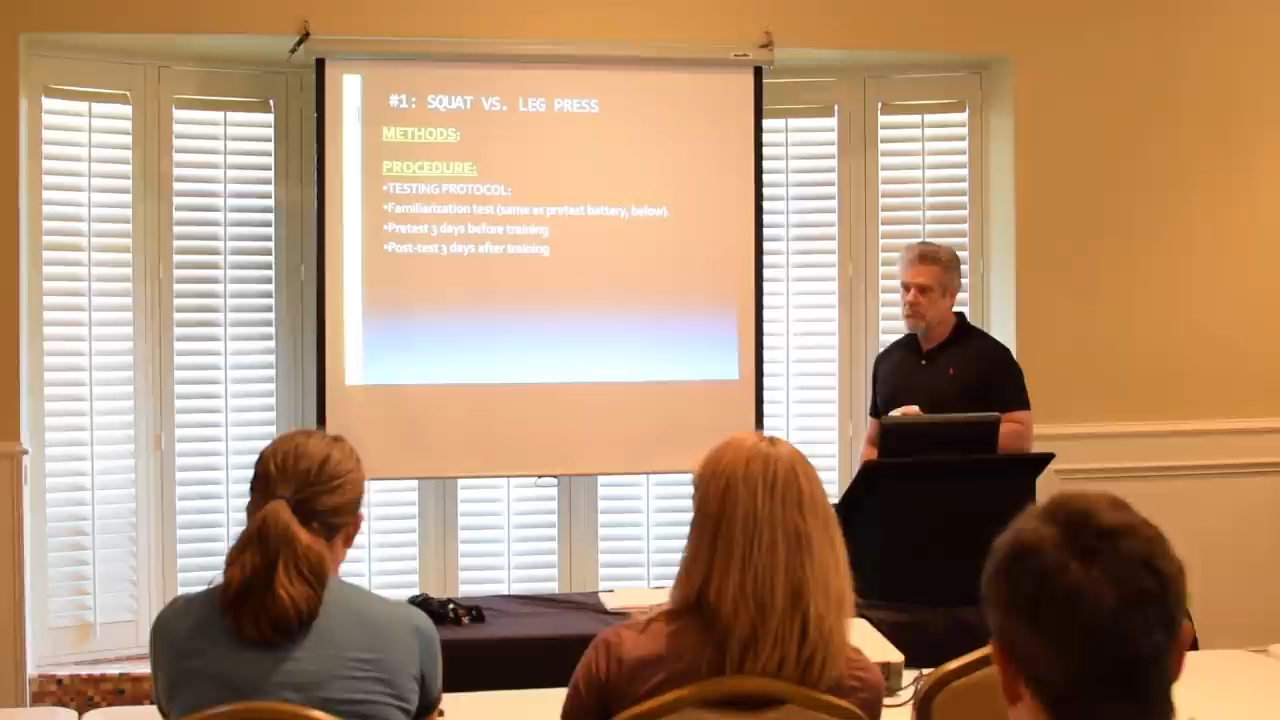 #1: SQUAT VS. LEG PRESS
METHODS:
PROCEDURE:
•TESTING PROTOCOL:
•Familiarization test (same as pretest battery, below).
•Pretest 3 days before training
•Post-test 3 days after training